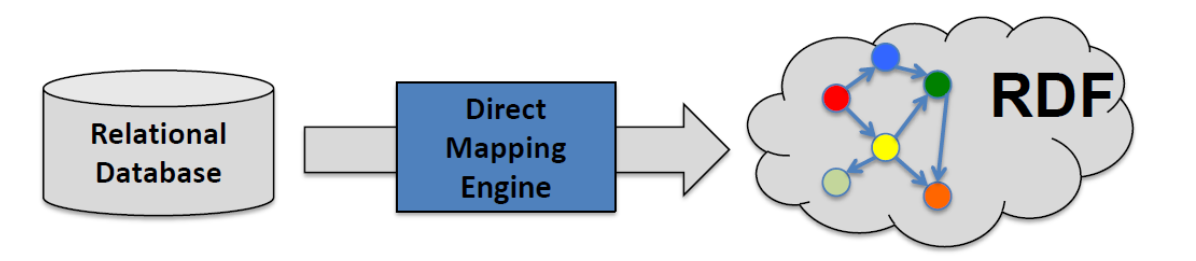 Relational
Database
Direct
Mapping
Engine
RDF